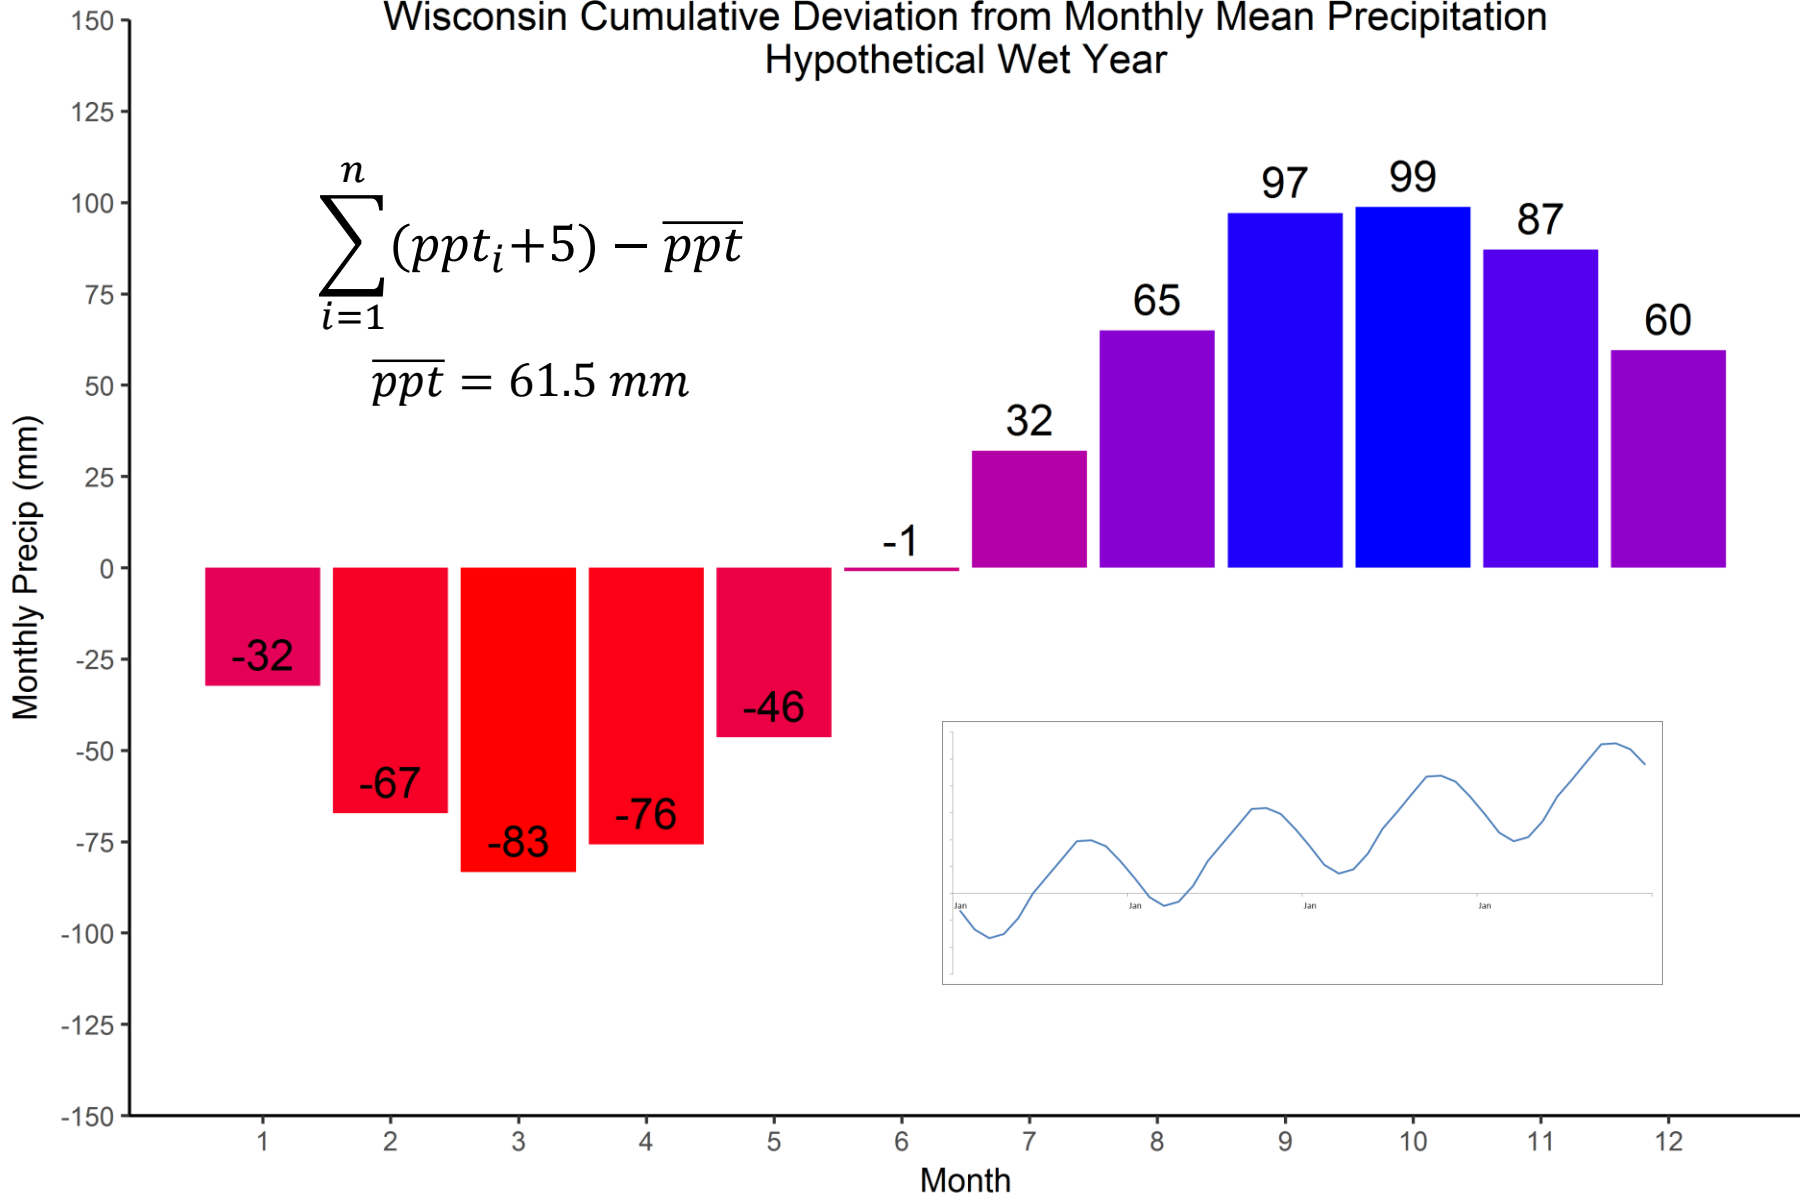 Wisconsin Cumulative Deviation from Monthly Mean Precipitation
Hypothetical Wet Year
Monthly Precip (mm)
150
125
100
75
50
25
0
-25
-50
-75
-100
-125
-150
n
∑(pptᵢ+5) − p̅p̅t̅
i=1
p̅p̅t̅ = 61.5 mm
-32
-67
-83
-76
-46
-1
32
65
97
99
87
60
Jan Jan Jan Jan
1 2 3 4 5 6 7 8 9 10 11 12
Month